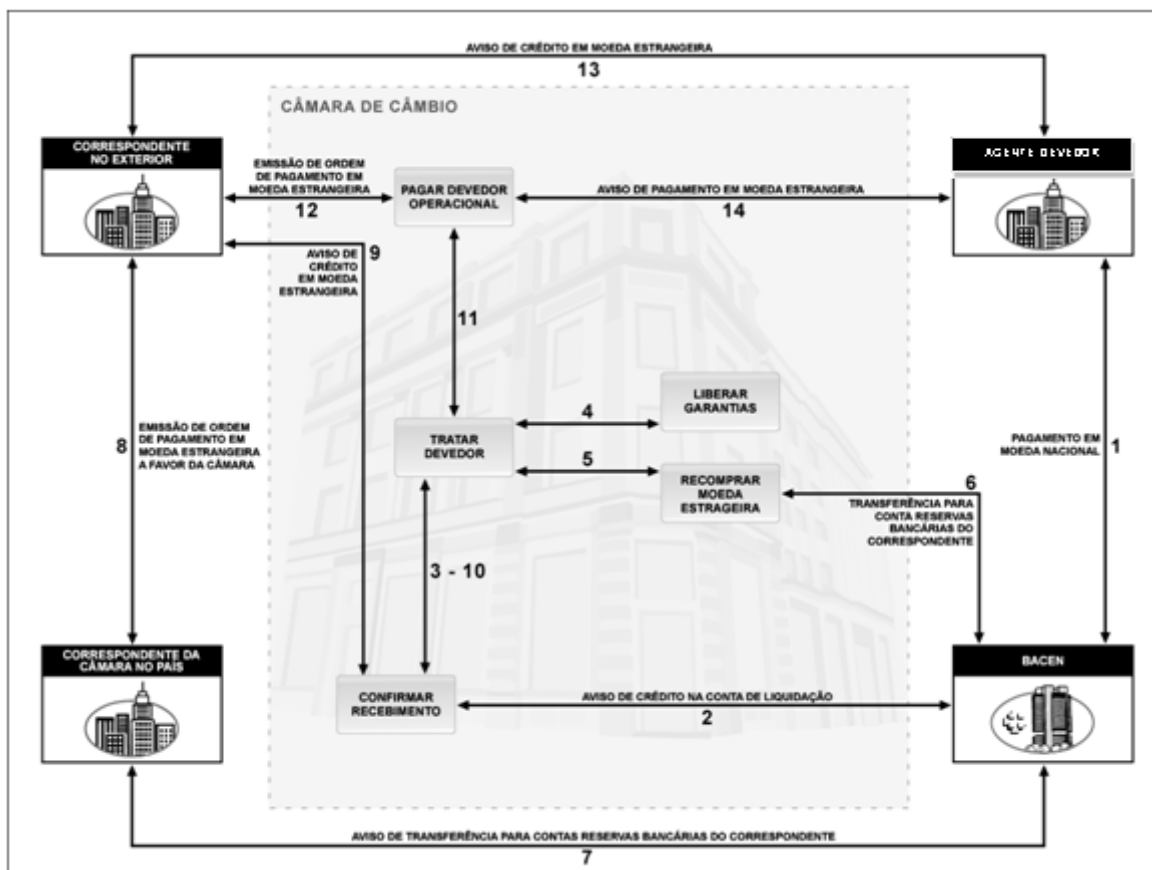 AVISO DE CRÉDITO EM MOEDA ESTRANGEIRA
13
CÂMARA DE CÂMBIO
CORRESPONDENTE
NO EXTERIOR
EMISSÃO DE ORDEM
DE PAGAMENTO EM
MOEDA ESTRANGEIRA
12
PAGAR DEVEDOR
OPERACIONAL
AVISO DE PAGAMENTO EM MOEDA ESTRANGEIRA
14
AGENTE DEVEDOR
9
AVISO DE
CRÉDITO
EM MOEDA
ESTRANGEIRA
11
8
EMISSÃO DE ORDEM
DE PAGAMENTO EM
MOEDA ESTRANGEIRA
A FAVOR DA CÂMARA
TRATAR
DEVEDOR
4
LIBERAR
GARANTIAS
5
RECOMPRAR
MOEDA
ESTRAGEIRA
PAGAMENTO EM
MOEDA NACIONAL
1
6
TRANSFERÊNCIA PARA
CONTA RESERVAS
BANCÁRIAS DO
CORRESPONDENTE
3 - 10
CORRESPONDENTE DA
CÂMARA NO PAÍS
CONFIRMAR
RECEBIMENTO
AVISO DE CRÉDITO NA CONTA DE LIQUIDAÇÃO
2
BACEN
AVISO DE TRANSFERÊNCIA PARA CONTAS RESERVAS BANCÁRIAS DO CORRESPONDENTE
7